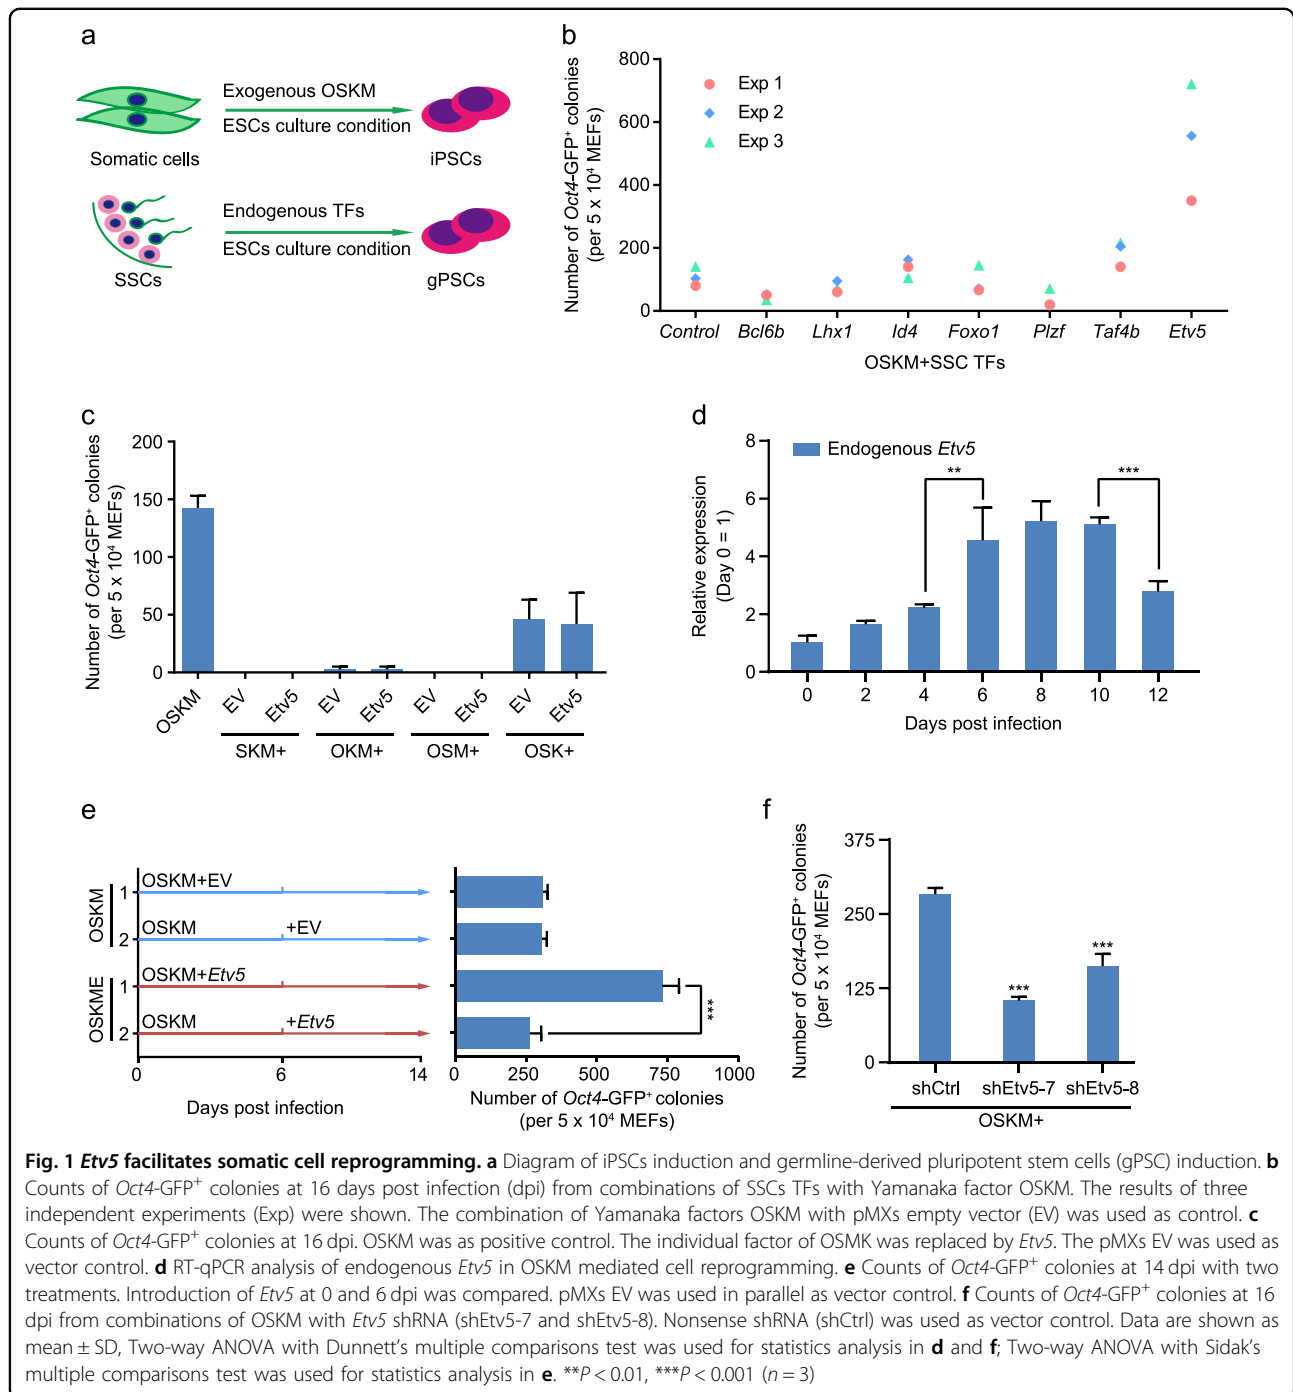 a
Exogenous OSKM
ESCs culture condition
Somatic cells
iPSCs
Endogenous TFs
ESCs culture condition
SSCs
gPSCs
b
Number of Oct4-GFP⁺ colonies
(per 5 x 10⁴ MEFs)
800
600
400
200
0
Exp 1
Exp 2
Exp 3
Control Bcl6b Lhx1 Id4 Foxo1 Plzf Taf4b Etv5
OSKM+SSC TFs
c
Number of Oct4-GFP⁺ colonies
(per 5 x 10⁴ MEFs)
200
150
100
50
0
OSKM EV Etv5 EV Etv5 EV Etv5 EV Etv5
SKM+ OKM+ OSM+ OSK+
d
Relative expression
(Day 0 = 1)
8
6
4
2
0
Endogenous Etv5
** ***
0 2 4 6 8 10 12
Days post infection
e
OSKM
1 OSKM+EV
2 OSKM +EV
OSKME
1 OSKM+Etv5
2 OSKM +Etv5
0 6 14
Days post infection
***
0 250 500 750 1000
Number of Oct4-GFP⁺ colonies
(per 5 x 10⁴ MEFs)
f
Number of Oct4-GFP⁺ colonies
(per 5 x 10⁴ MEFs)
375
250
125
0
*** ***
shCtrl shEtv5-7 shEtv5-8
OSKM+
Fig. 1 Etv5 facilitates somatic cell reprogramming. a Diagram of iPSCs induction and germline-derived pluripotent stem cells (gPSC) induction. b
Counts of Oct4-GFP⁺ colonies at 16 days post infection (dpi) from combinations of SSCs TFs with Yamanaka factor OSKM. The results of three
independent experiments (Exp) were shown. The combination of Yamanaka factors OSKM with pMXs empty vector (EV) was used as control. c
Counts of Oct4-GFP⁺ colonies at 16 dpi. OSKM was as positive control. The individual factor of OSMK was replaced by Etv5. The pMXs EV was used as
vector control. d RT-qPCR analysis of endogenous Etv5 in OSKM mediated cell reprogramming. e Counts of Oct4-GFP⁺ colonies at 14 dpi with two
treatments. Introduction of Etv5 at 0 and 6 dpi was compared. pMXs EV was used in parallel as vector control. f Counts of Oct4-GFP⁺ colonies at 16
dpi from combinations of OSKM with Etv5 shRNA (shEtv5-7 and shEtv5-8). Nonsense shRNA (shCtrl) was used as vector control. Data are shown as
mean ± SD, Two-way ANOVA with Dunnett’s multiple comparisons test was used for statistics analysis in d and f; Two-way ANOVA with Sidak’s
multiple comparisons test was used for statistics analysis in e. **P < 0.01, ***P < 0.001 (n = 3)